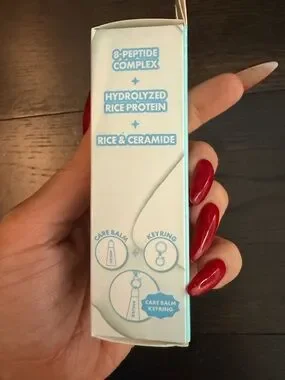 8-PEPTIDE
COMPLEX
+
HYDROLYZED
RICE PROTEIN
+
RICE & CERAMIDE
CARE BALM
KEYRING
CARE BALM
KEYRING